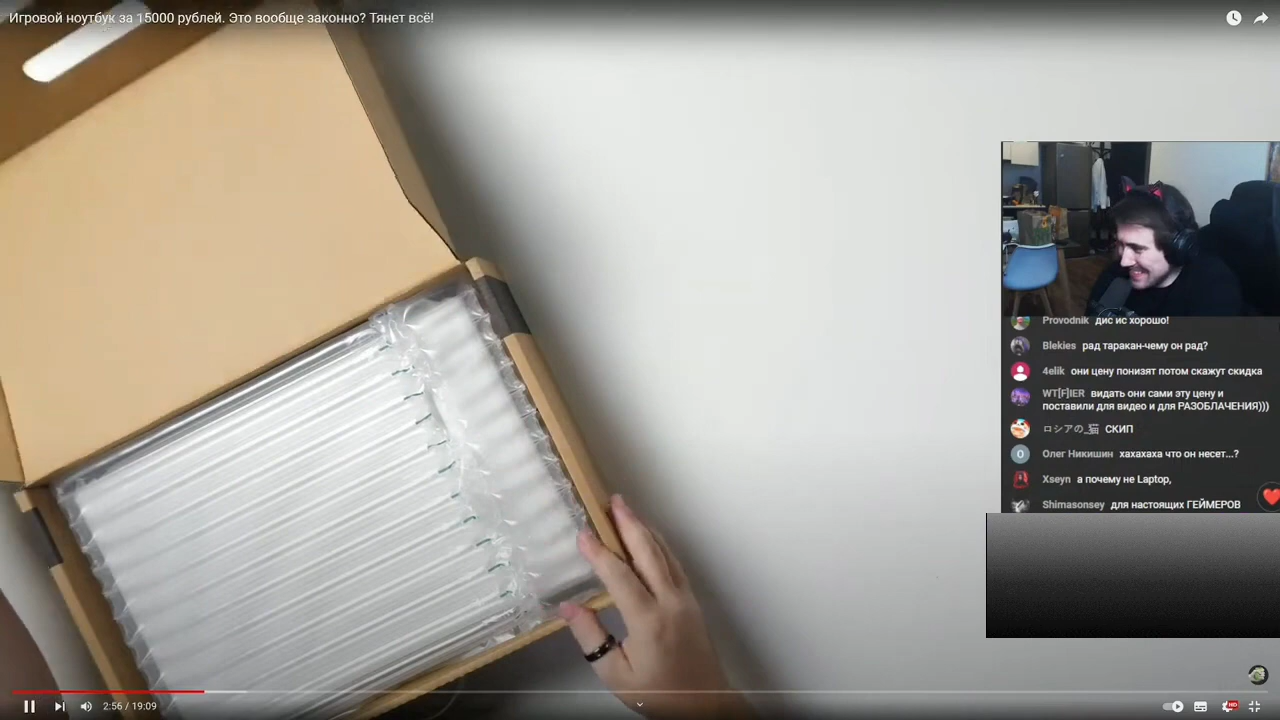 Игровой ноутбук за 15000 рублей. Это вообще законно? Тянет всё!
Provodnik дис ис хорошо!
Blekies рад таракан-чему он рад?
4elik они цену понизят потом скажут скидка
WT[F]IER видать они сами эту цену и
поставили для видео и для РАЗОБЛАЧЕНИЯ)))
ロシアの_猫 СКИП
О
Олег Никишин хахахаха что он несет...?
Xseyn а почему не Laptop,
Shimasonsey для настоящих ГЕЙМЕРОВ
2:56 / 19:09
HD